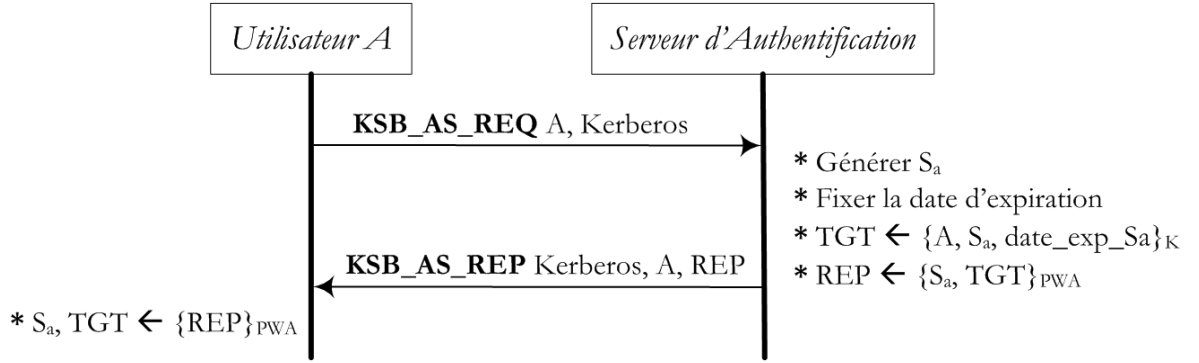 Utilisateur A
Serveur d'Authentification
KSB_AS_REQ A, Kerberos
* Générer Sa
* Fixer la date d'expiration
* TGT ← {A, Sa, date_exp_Sa}K
KSB_AS_REP Kerberos, A, REP
* REP ← {Sa, TGT}PWA
* Sa, TGT ← {REP}PWA